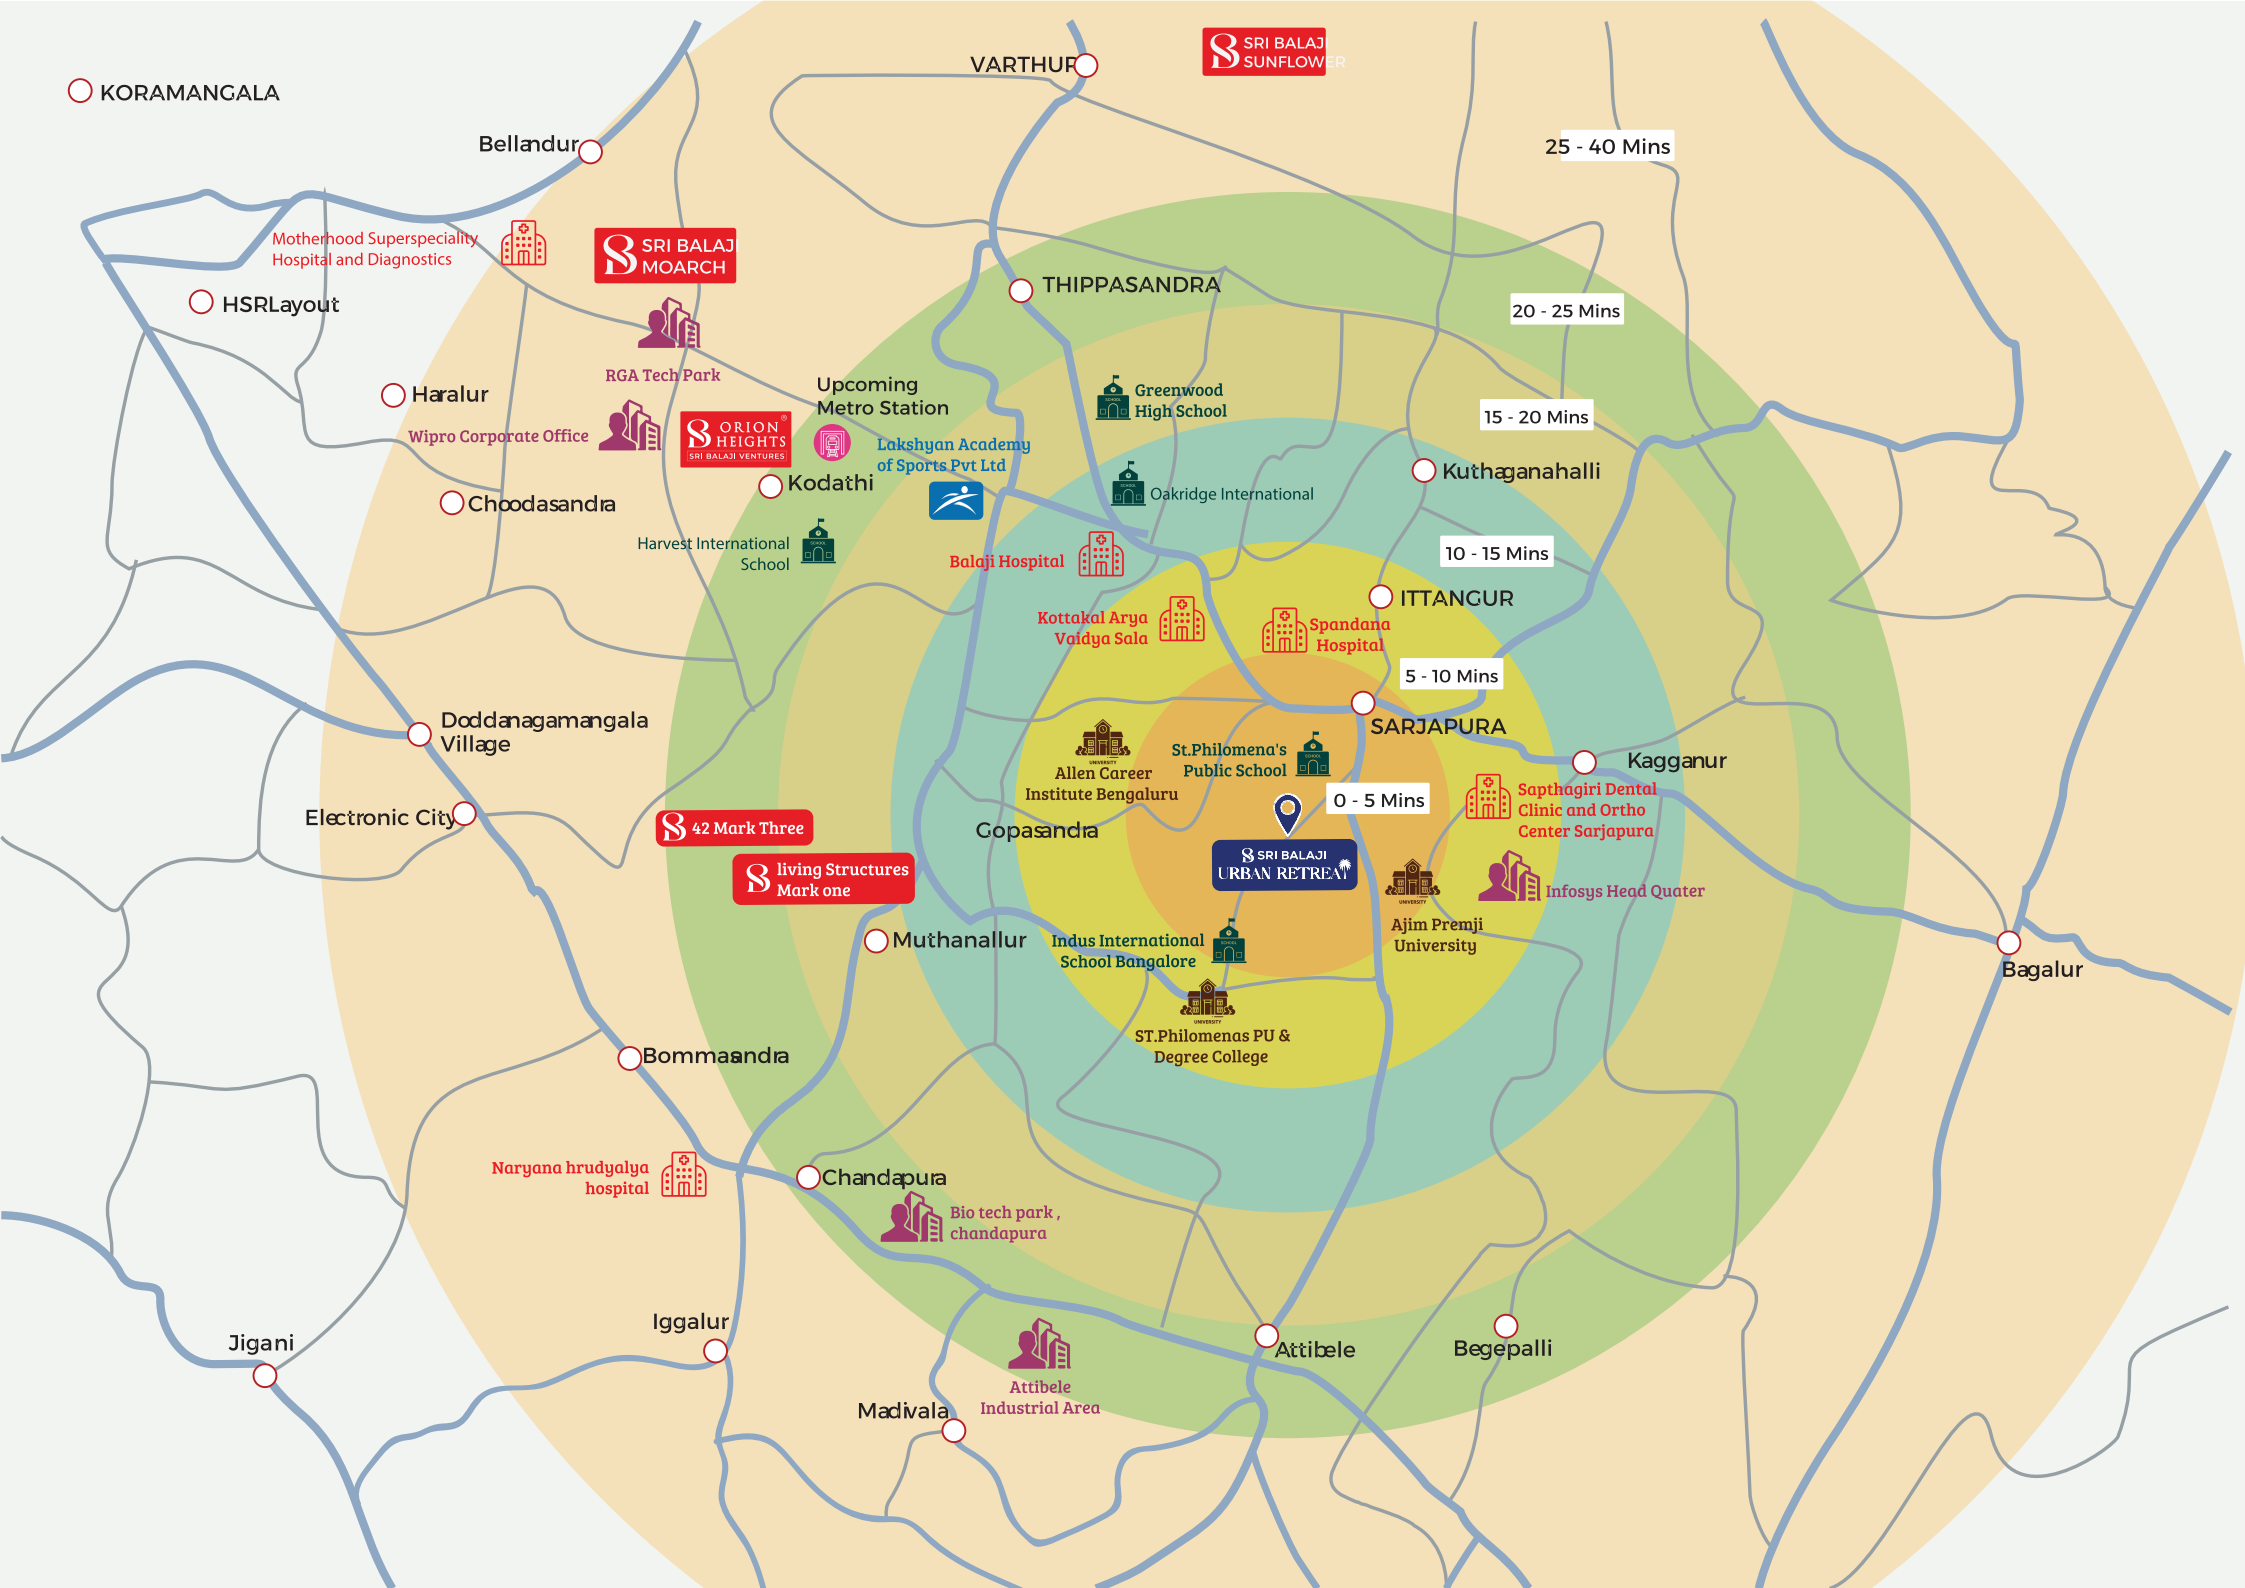 VARTHUR
SRI BALAJI
SUNFLOWER
KORAMANGALA
Bellandur
25 - 40 Mins
Motherhood Superspeciality
Hospital and Diagnostics
SRI BALAJI
MOARCH
HSRLayout
THIPPASANDRA
20 - 25 Mins
RGA Tech Park
Haralur
Upcoming
Metro Station
Greenwood
High School
15 - 20 Mins
Wipro Corporate Office
ORION
HEIGHTS
SRI BALAJI VENTURES
Lakshyan Academy
of Sports Pvt Ltd
Kodathi
Choodasandra
Oakridge International
Kuthaganahalli
Harvest International
School
SCHOOL
Balaji Hospital
10 - 15 Mins
Kottakal Arya
Vaidya Sala
Spandana
Hospital
ITTANGUR
5 - 10 Mins
SARJAPURA
Doddanagamangala
Village
St.Philomena's
Public School
SCHOOL
UNIVERSITY
Allen Career
Institute Bengaluru
Kagganur
0 - 5 Mins
Sapthagiri Dental
Clinic and Ortho
Center Sarjapura
Electronic City
42 Mark Three
Gopasandra
living Structures
Mark one
SRI BALAJI
URBAN RETREAT
UNIVERSITY
Ajim Premji
University
Infosys Head Quater
Muthanallur
Indus International
School Bangalore
SCHOOL
Bagalur
UNIVERSITY
ST.Philomenas PU &
Degree College
Bommasandra
Naryana hrudyalya
hospital
Chandapura
Bio tech park ,
chandapura
Iggalur
Jigani
Attibele
Begepalli
Attibele
Industrial Area
Madivala